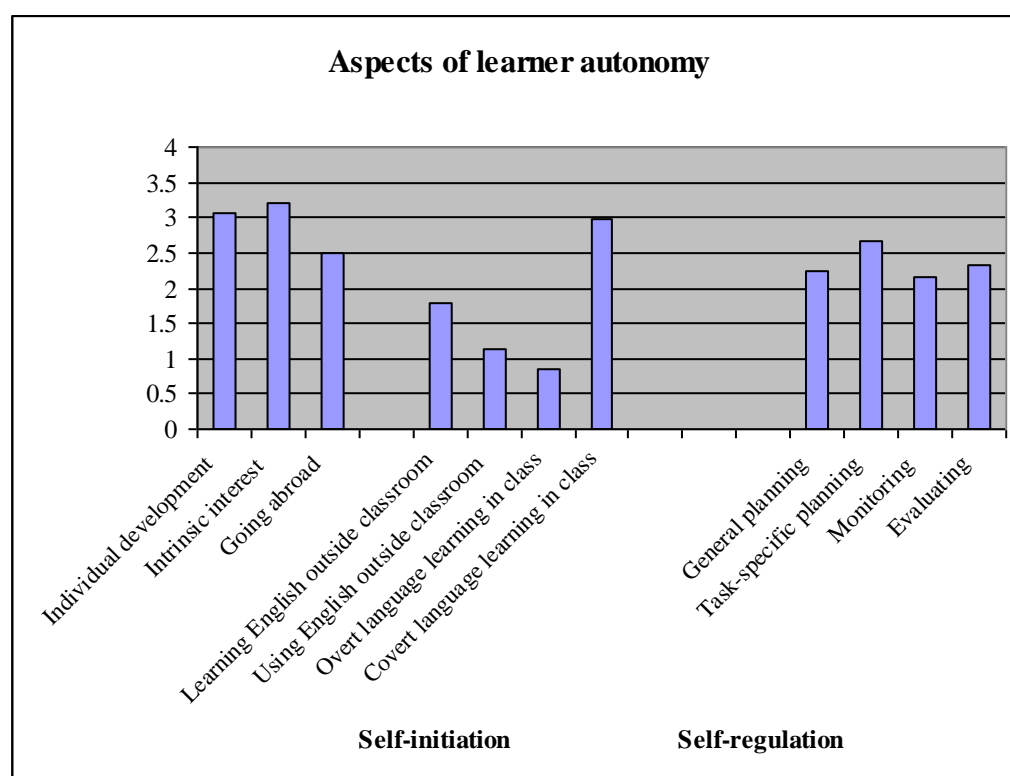 Aspects of learner autonomy
4
3.5
3
2.5
2
1.5
1
0.5
0
Individual development
Intrinsic interest
Going abroad
Learning English outside classroom
Using English outside classroom
Overt language learning in class
Covert language learning in class
General planning
Task-specific planning
Monitoring
Evaluating
Self-initiation
Self-regulation